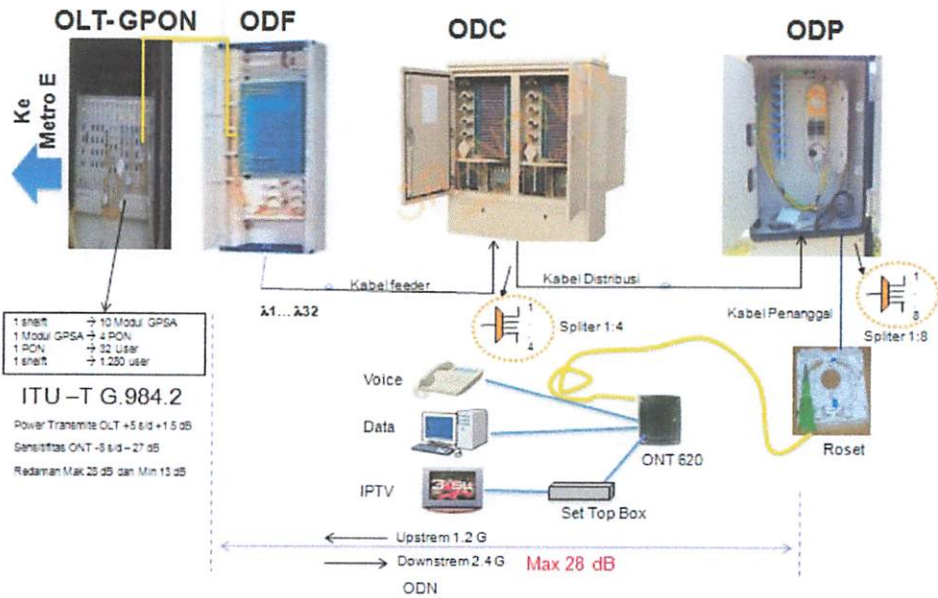 OLT-GPON
ODF
ODC
ODP
Ke
Metro E
Kabel feeder
Kabel Distribusi
λ1... λ32
Kabel Penanggal
1
4
Spliter 1:4
1
8
Spliter 1:8
1 shelf → 10 Modul GPSA
1 Modul GPSA → 4 PON
1 PON → 32 User
1 shelf → 1.280 user
ITU –T G.984.2
Power Transmite OLT +5 s/d +1.5 dB
Sensitifitas ONT -8 s/d – 27 dB
Redaman Mak 28 dB dan Min 13 dB
Voice
Data
IPTV
ONT 620
Set Top Box
Roset
Upstrem 1.2 G
Downstrem 2.4 G
Max 28 dB
ODN